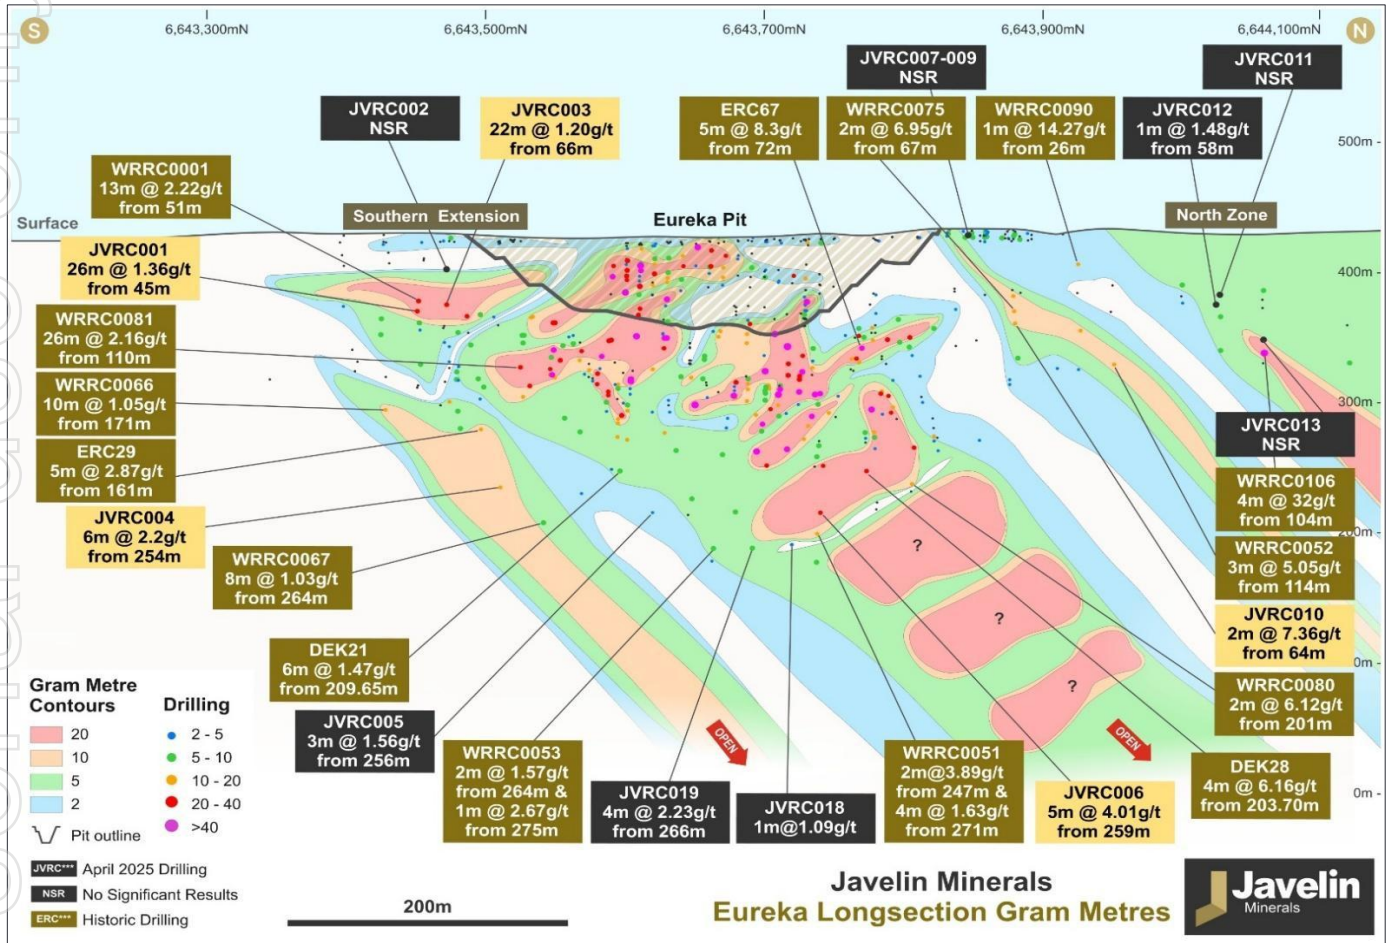 S
6,643,300mN
6,643,500mN
6,643,700mN
6,643,900mN
6,644,100mN
N
JVRC007-009
NSR
JVRC011
NSR
JVRC002
NSR
JVRC003
22m @ 1.20g/t
from 66m
ERC67
5m @ 8.3g/t
from 72m
WRRC0075
2m @ 6.95g/t
from 67m
WRRC0090
1m @ 14.27g/t
from 26m
JVRC012
1m @ 1.48g/t
from 58m
500m
WRRC0001
13m @ 2.22g/t
from 51m
Surface
Southern Extension
Eureka Pit
North Zone
JVRC001
26m @ 1.36g/t
from 45m
400m
WRRC0081
26m @ 2.16g/t
from 110m
WRRC0066
10m @ 1.05g/t
from 171m
300m
JVRC013
NSR
ERC29
5m @ 2.87g/t
from 161m
WRRC0106
4m @ 32g/t
from 104m
JVRC004
6m @ 2.2g/t
from 254m
00m
WRRC0067
8m @ 1.03g/t
from 264m
?
WRRC0052
3m @ 5.05g/t
from 114m
?
JVRC010
2m @ 7.36g/t
from 64m
DEK21
6m @ 1.47g/t
from 209.65m
0m
?
WRRC0080
2m @ 6.12g/t
from 201m
JVRC005
3m @ 1.56g/t
from 256m
OPEN
OPEN
WRRC0053
2m @ 1.57g/t
from 264m &
1m @ 2.67g/t
from 275m
JVRC019
4m @ 2.23g/t
from 266m
JVRC018
1m@1.09g/t
WRRC0051
2m@3.89g/t
from 247m &
4m @ 1.63g/t
from 271m
JVRC006
5m @ 4.01g/t
from 259m
DEK28
4m @ 6.16g/t
from 203.70m
0m
Gram Metre
Contours
20
10
5
2
Pit outline
Drilling
2 - 5
5 - 10
10 - 20
20 - 40
>40
JVRC*** April 2025 Drilling
NSR No Significant Results
ERC*** Historic Drilling
200m
Javelin Minerals
Eureka Longsection Gram Metres
Javelin
Minerals